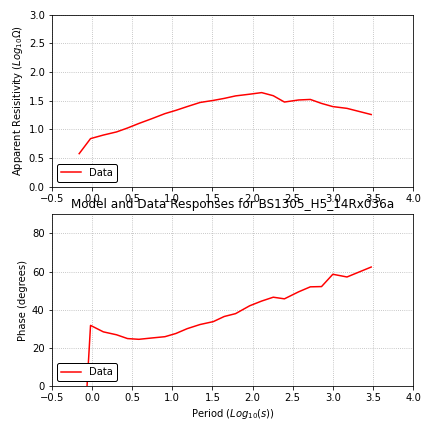 3.0
2.5
2.0
1.5
1.0
0.5
0.0
Apparent Resisitivity (Log10Ω)
Data
−0.5 0.0 0.5 1.0 1.5 2.0 2.5 3.0 3.5 4.0
Model and Data Responses for BS1305_H5_14Rx036a
80
60
40
20
0
Phase (degrees)
Data
−0.5 0.0 0.5 1.0 1.5 2.0 2.5 3.0 3.5 4.0
Period (Log10(s))